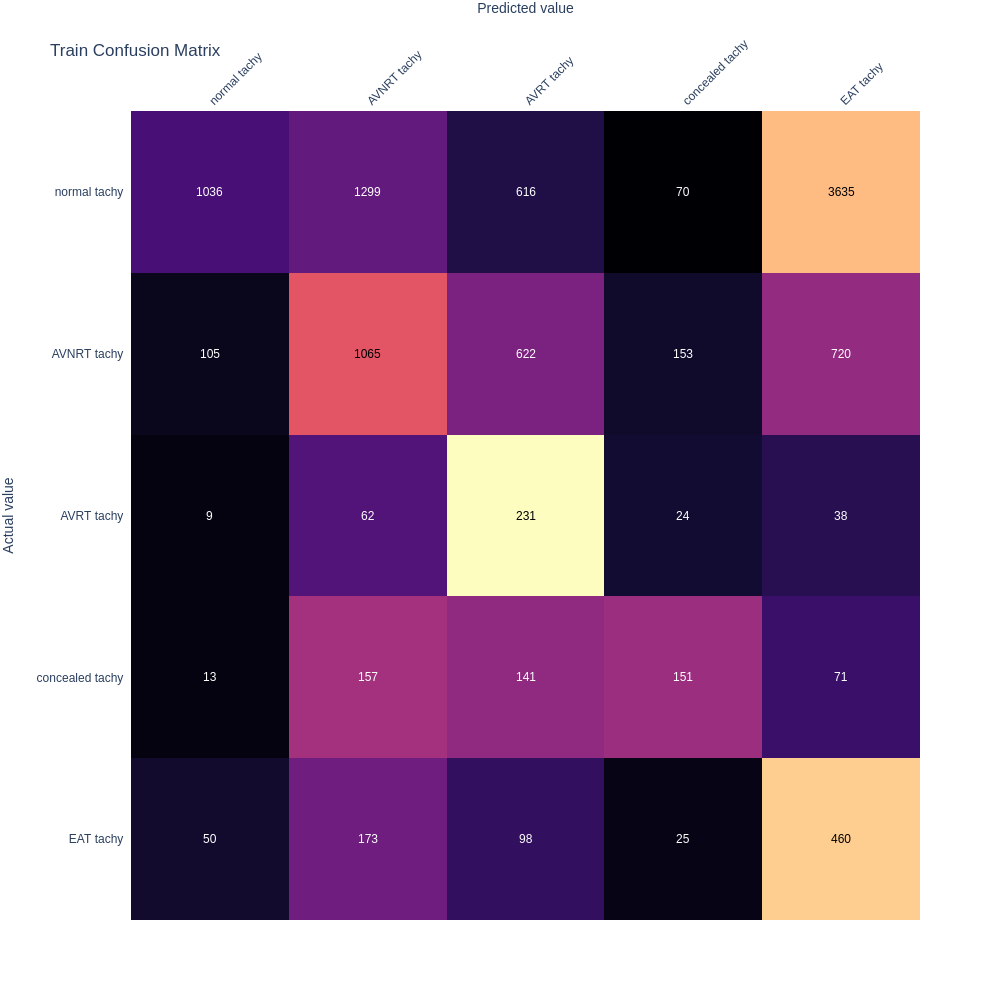 Predicted value
Train Confusion Matrix
normal tachy
AVNRT tachy
AVRT tachy
concealed tachy
EAT tachy
normal tachy
1036
1299
616
70
3635
AVNRT tachy
105
1065
622
153
720
Actual value
AVRT tachy
9
62
231
24
38
concealed tachy
13
157
141
151
71
EAT tachy
50
173
98
25
460